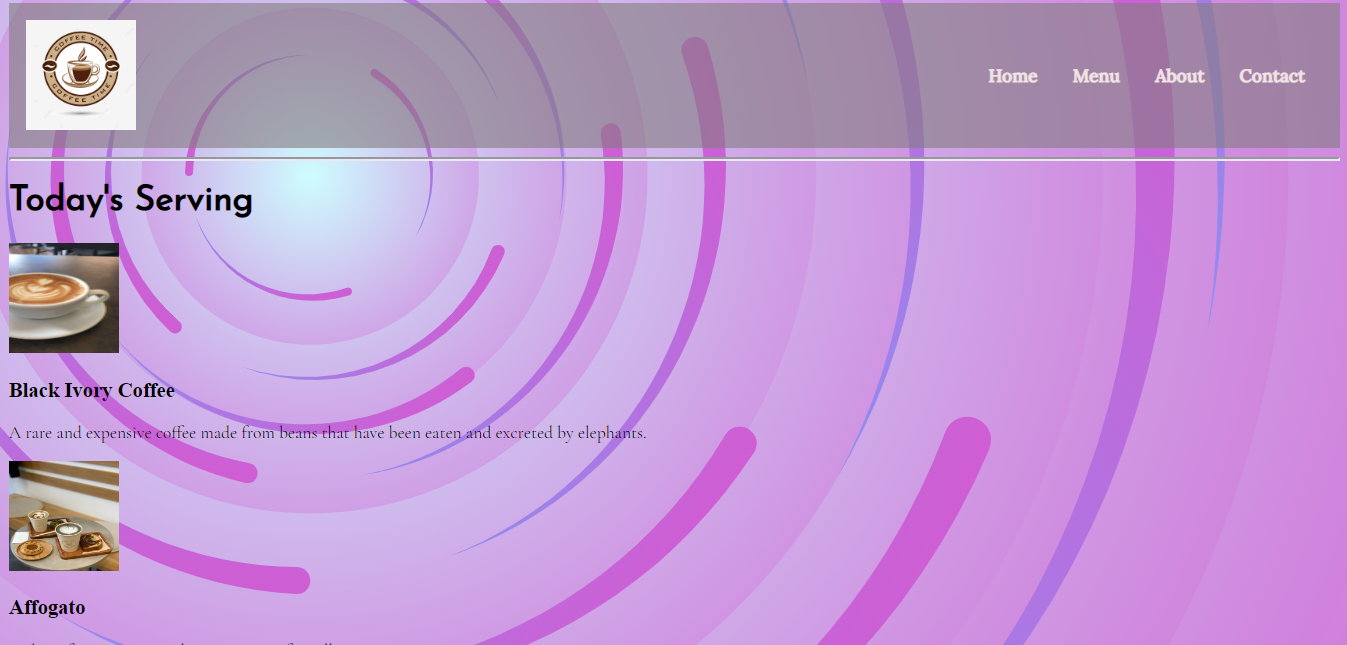 COFFEE TIME
COFFEE TIME
Home Menu About Contact
Today's Serving
Black Ivory Coffee
A rare and expensive coffee made from beans that have been eaten and excreted by elephants.
Affogato